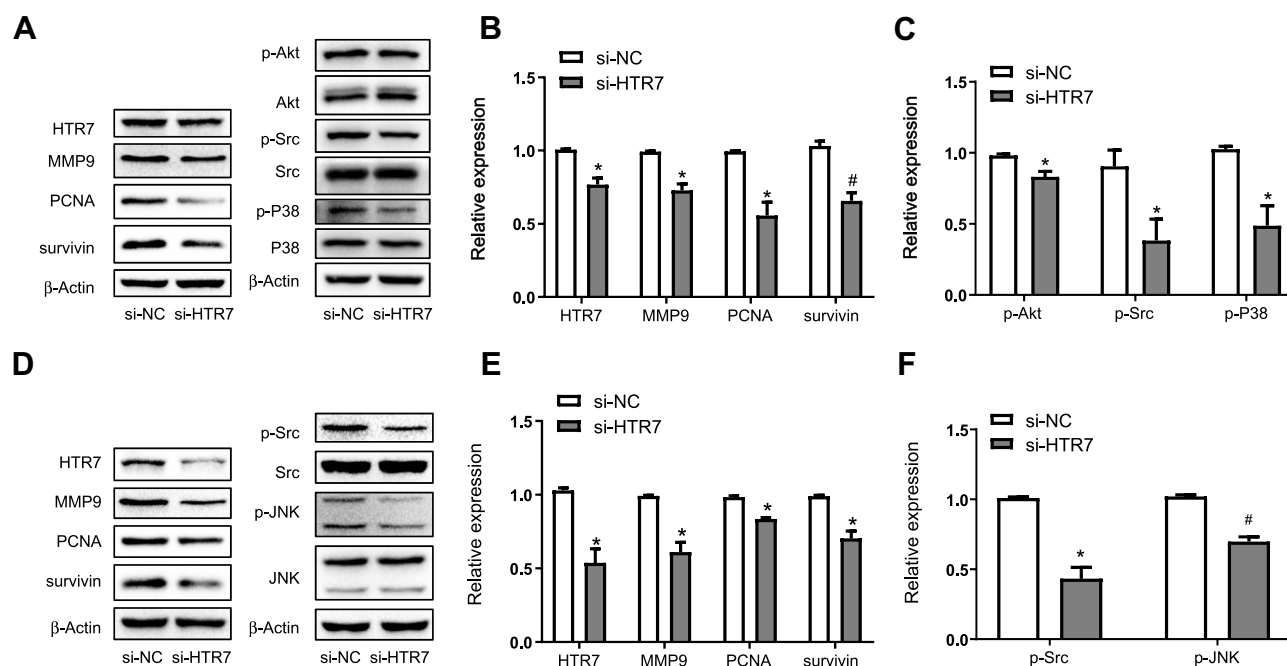 A
HTR7
MMP9
PCNA
survivin
β-Actin
si-NC si-HTR7
p-Akt
Akt
p-Src
Src
p-P38
P38
β-Actin
si-NC si-HTR7
B
si-NC
si-HTR7
Relative expression
1.5
1.0
0.5
0.0
* * * #
HTR7 MMP9 PCNA survivin
C
si-NC
si-HTR7
Relative expression
1.5
1.0
0.5
0.0
* * *
p-Akt p-Src p-P38
D
HTR7
MMP9
PCNA
survivin
β-Actin
si-NC si-HTR7
p-Src
Src
p-JNK
JNK
β-Actin
si-NC si-HTR7
E
si-NC
si-HTR7
Relative expression
1.5
1.0
0.5
0.0
* * * *
HTR7 MMP9 PCNA survivin
F
si-NC
si-HTR7
Relative expression
1.5
1.0
0.5
0.0
* #
p-Src p-JNK